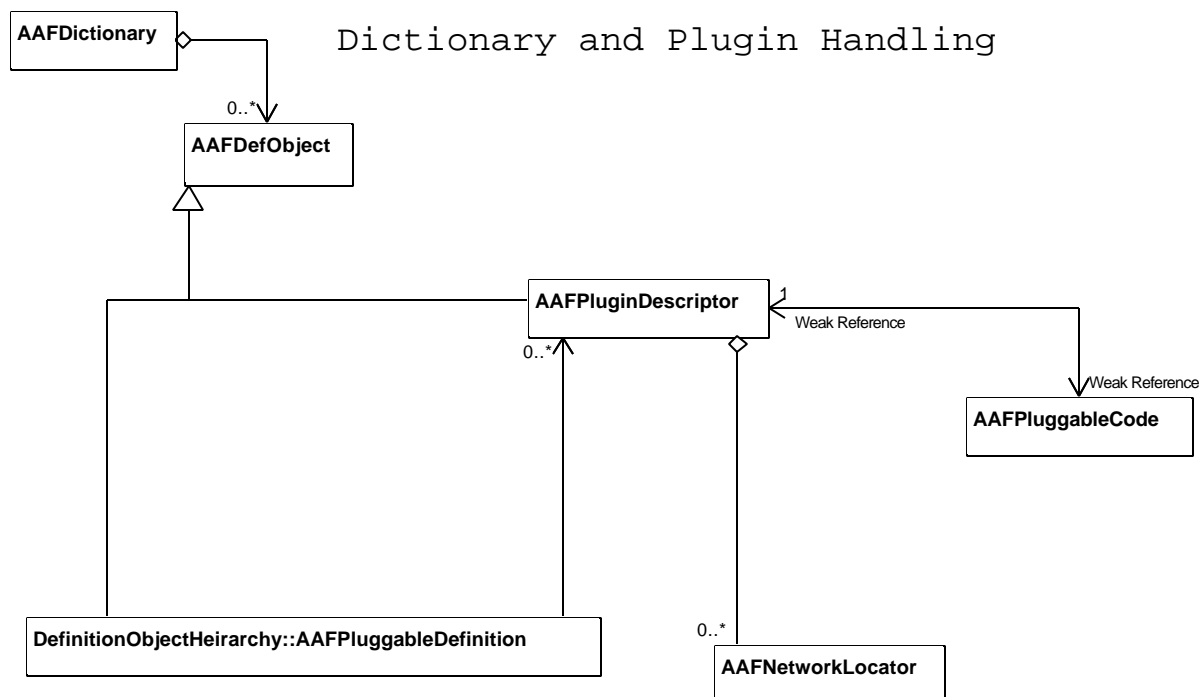 AAFDictionary
Dictionary and Plugin Handling
0..*
AAFDefObject
AAFPluginDescriptor
1
Weak Reference
0..*
Weak Reference
AAFPluggableCode
DefinitionObjectHeirarchy::AAFPluggableDefinition
0..*
AAFNetworkLocator